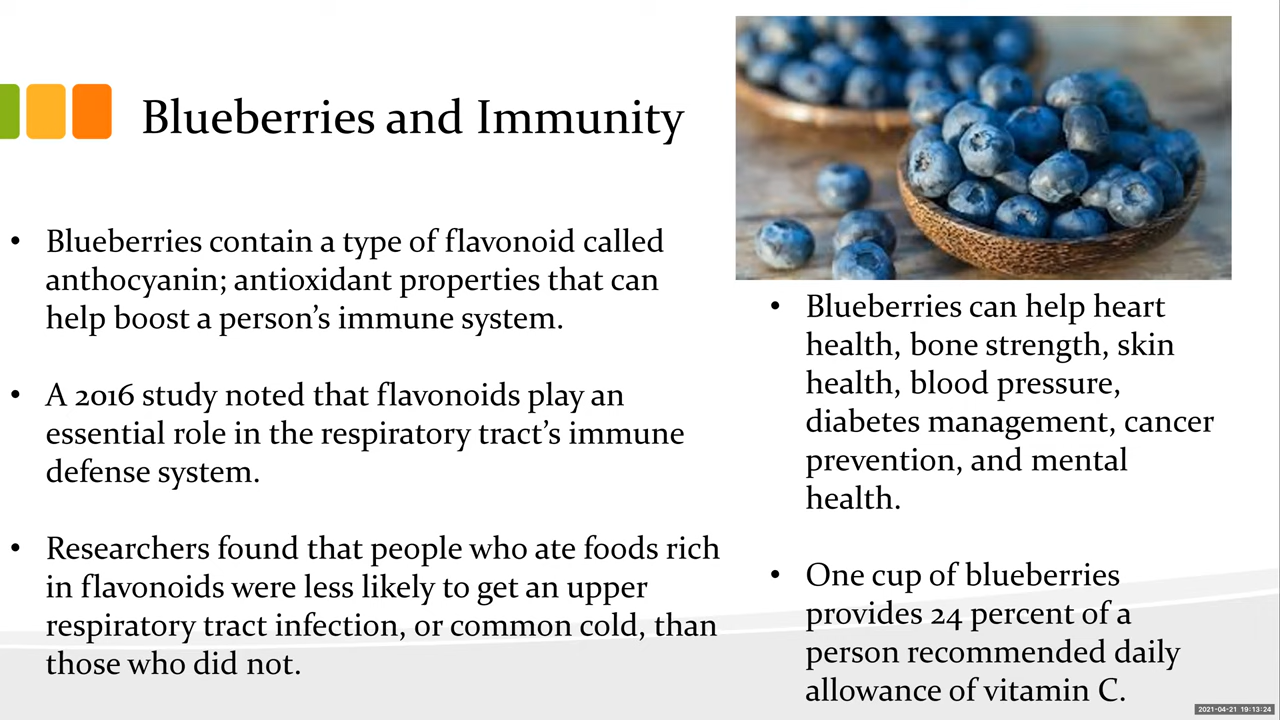 Blueberries and Immunity
• Blueberries contain a type of flavonoid called
anthocyanin; antioxidant properties that can
help boost a person’s immune system.
• A 2016 study noted that flavonoids play an
essential role in the respiratory tract’s immune
defense system.
• Researchers found that people who ate foods rich
in flavonoids were less likely to get an upper
respiratory tract infection, or common cold, than
those who did not.
• Blueberries can help heart
health, bone strength, skin
health, blood pressure,
diabetes management, cancer
prevention, and mental
health.
• One cup of blueberries
provides 24 percent of a
person recommended daily
allowance of vitamin C.
2021-04-21 19:13:24